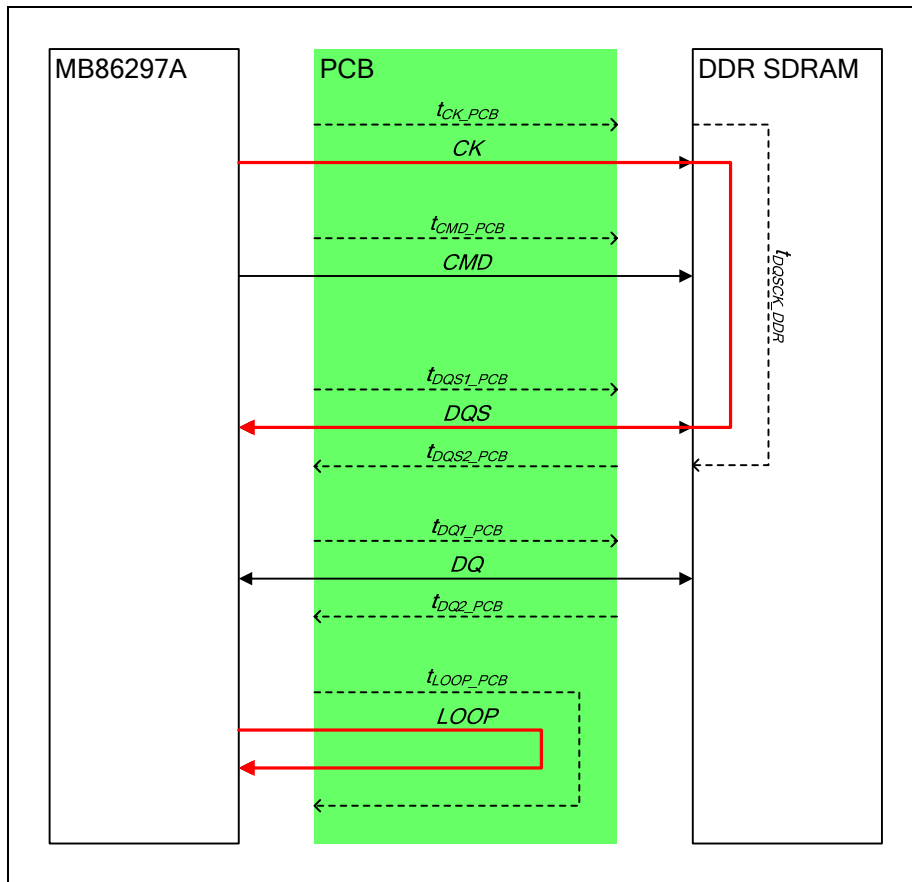 MB86297A
PCB
DDR SDRAM
tCK_PCB
CK
tCMD_PCB
CMD
tDQSCK_DDR
tDQS1_PCB
DQS
tDQS2_PCB
tDQ1_PCB
DQ
tDQ2_PCB
tLOOP_PCB
LOOP